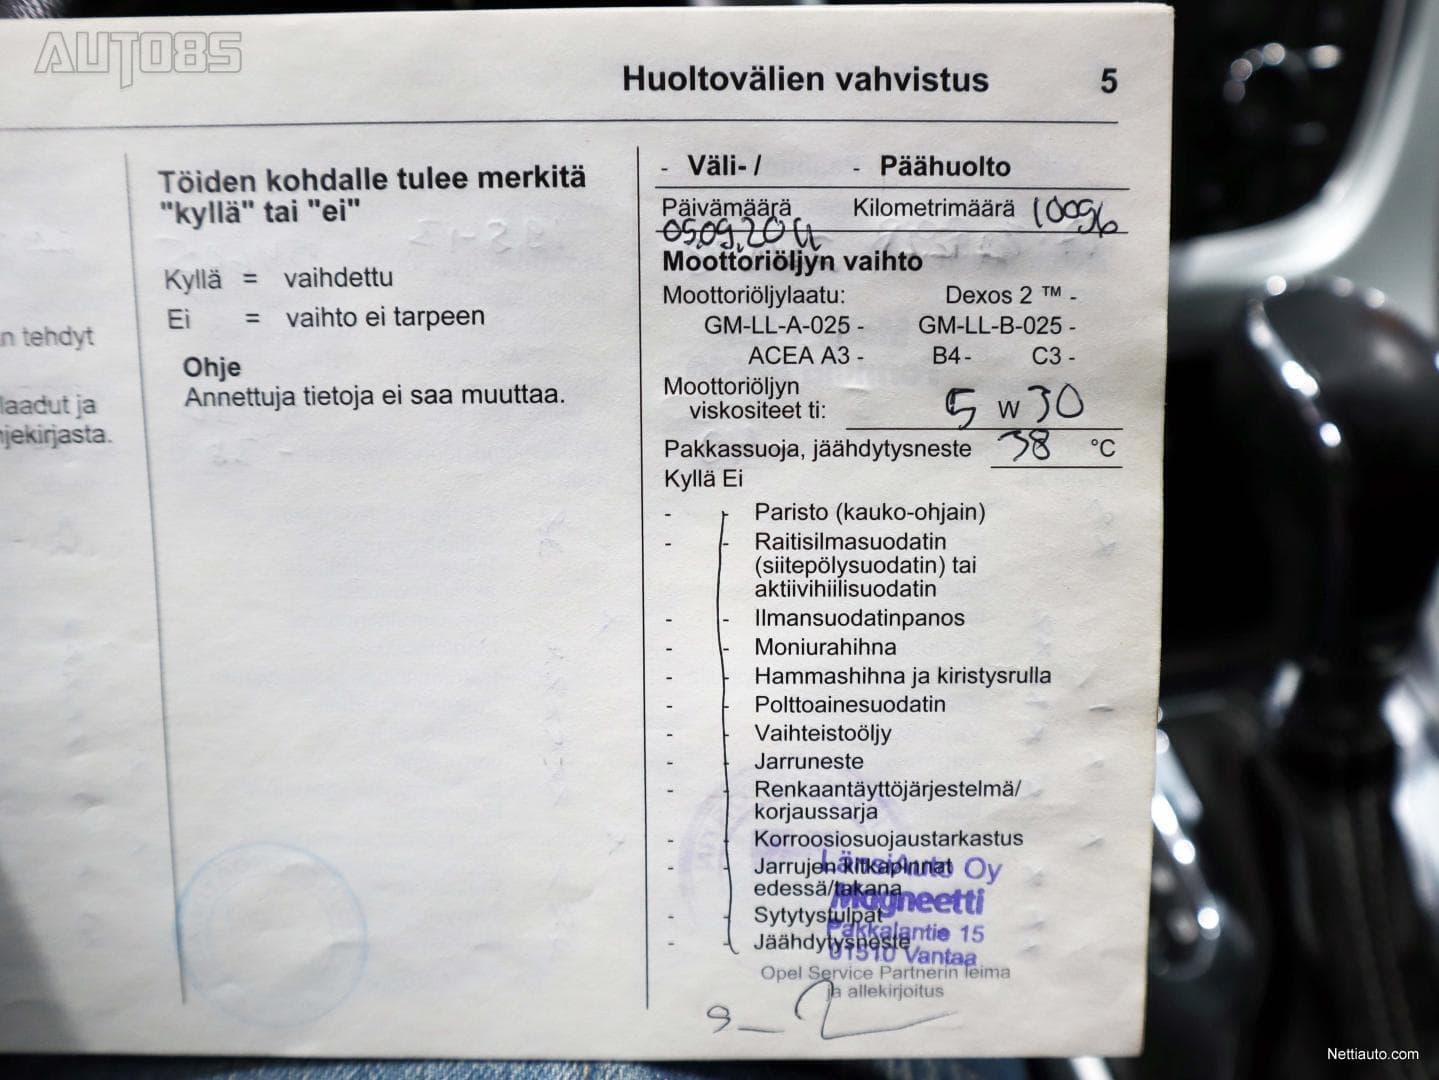 AUTO85
Huoltovälien vahvistus 5
n tehdyt
laadut ja
jekirjasta.
Töiden kohdalle tulee merkitä
"kyllä" tai "ei"
Kyllä = vaihdettu
Ei = vaihto ei tarpeen
Ohje
Annettuja tietoja ei saa muuttaa.
- Väli- / - Päähuolto
Päivämäärä Kilometrimäärä 10096
05.09.2011
Moottoriöljyn vaihto
Moottoriöljylaatu: Dexos 2 ™ -
GM-LL-A-025 - GM-LL-B-025 -
ACEA A3 - B4- C3 -
Moottoriöljyn
viskositeet ti: 5 W 30
Pakkassuoja, jäähdytysneste 38 °C
Kyllä Ei
- - Paristo (kauko-ohjain)
- - Raitisilmasuodatin
(siitepölysuodatin) tai
aktiivihiilisuodatin
- - Ilmansuodatinpanos
- - Moniurahihna
- - Hammashihna ja kiristysrulla
- - Polttoainesuodatin
- - Vaihteistoöljy
- - Jarruneste
- - Renkaantäyttöjärjestelmä/
korjaussarja
- - Korroosiosuojaustarkastus
- - Jarrujen kitkapinnat
edessä/takana
- - Sytytystulpat
- - Jäähdytysneste
LänsiAuto Oy
Magneetti
Pakkalantie 15
01510 Vantaa
Opel Service Partnerin leima
ja allekirjoitus
Nettiauto.com